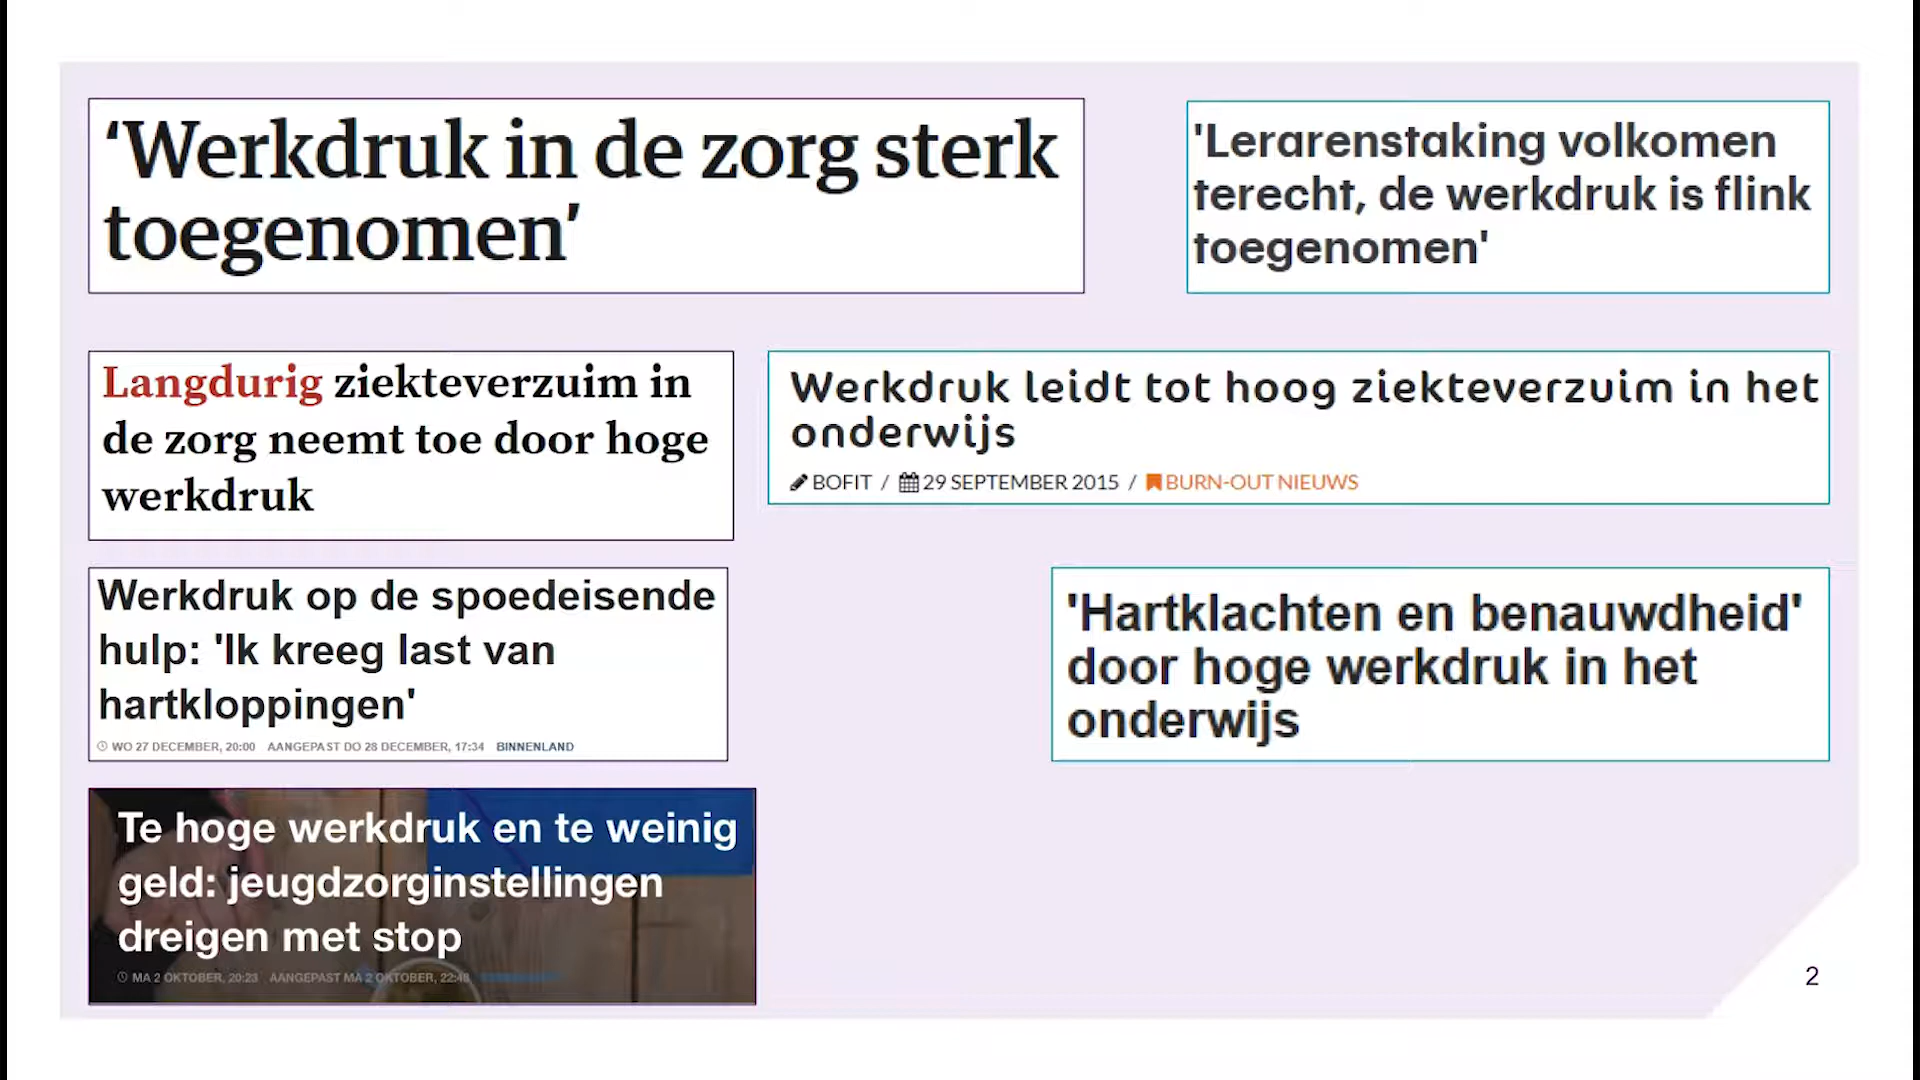 ‘Werkdruk in de zorg sterk
toegenomen’
'Lerarenstaking volkomen
terecht, de werkdruk is flink
toegenomen'
Langdurig ziekteverzuim in
de zorg neemt toe door hoge
werkdruk
Werkdruk leidt tot hoog ziekteverzuim in het
onderwijs
BOFIT / 29 SEPTEMBER 2015 / BURN-OUT NIEUWS
Werkdruk op de spoedeisende
hulp: 'Ik kreeg last van
hartkloppingen'
WO 27 DECEMBER, 20:00 AANGEPAST DO 28 DECEMBER, 17:34 BINNENLAND
'Hartklachten en benauwdheid'
door hoge werkdruk in het
onderwijs
Te hoge werkdruk en te weinig
geld: jeugdzorginstellingen
dreigen met stop
MA 2 OKTOBER, 20:23 AANGEPAST MA 2 OKTOBER,
2